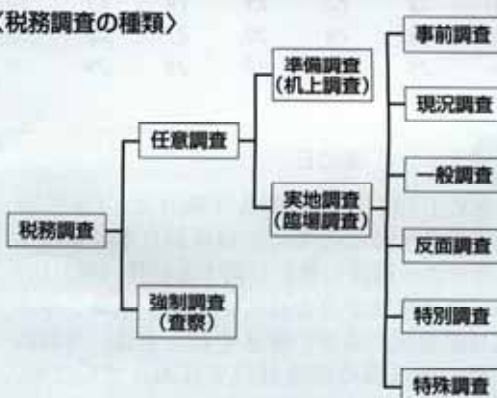 〈税務調査の種類〉
税務調査
任意調査
強制調査
(査察)
準備調査
(机上調査)
実地調査
(臨場調査)
事前調査
現況調査
一般調査
反面調査
特別調査
特殊調査